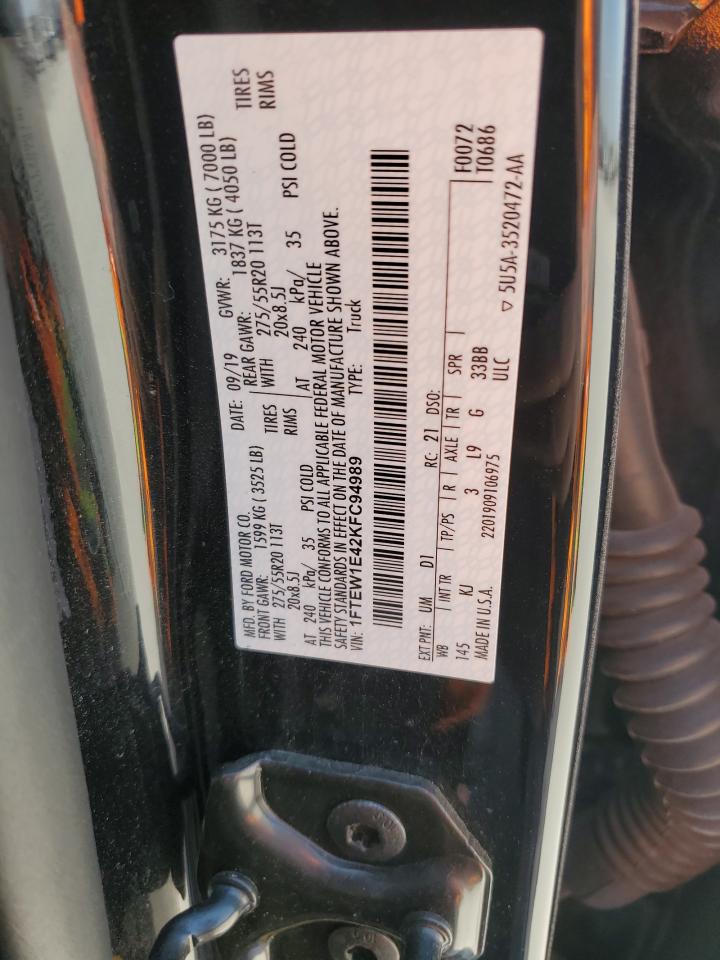 MFD. BY FORD MOTOR CO. DATE: 09/19 GVWR: 3175 KG ( 7000 LB)
FRONT GAWR: 1599 KG ( 3525 LB) REAR GAWR: 1837 KG ( 4050 LB)
WITH 275/55R20 113T TIRES WITH 275/55R20 113T TIRES
20x8.5J RIMS 20x8.5J RIMS
AT 240 kPa/ 35 PSI COLD AT 240 kPa/ 35 PSI COLD
THIS VEHICLE CONFORMS TO ALL APPLICABLE FEDERAL MOTOR VEHICLE
SAFETY STANDARDS IN EFFECT ON THE DATE OF MANUFACTURE SHOWN ABOVE.
VIN: 1FTEW1E42KFC94989 TYPE: Truck
EXT PNT: UM D1 RC: 21 DSO: F0072
WB INT TR TP/PS R AXLE TR SPR T0686
145 KJ 3 L9 G 33BB
MADE IN U.S.A. 2201909106975 ULC ▽ 5U5A-3520472-AA